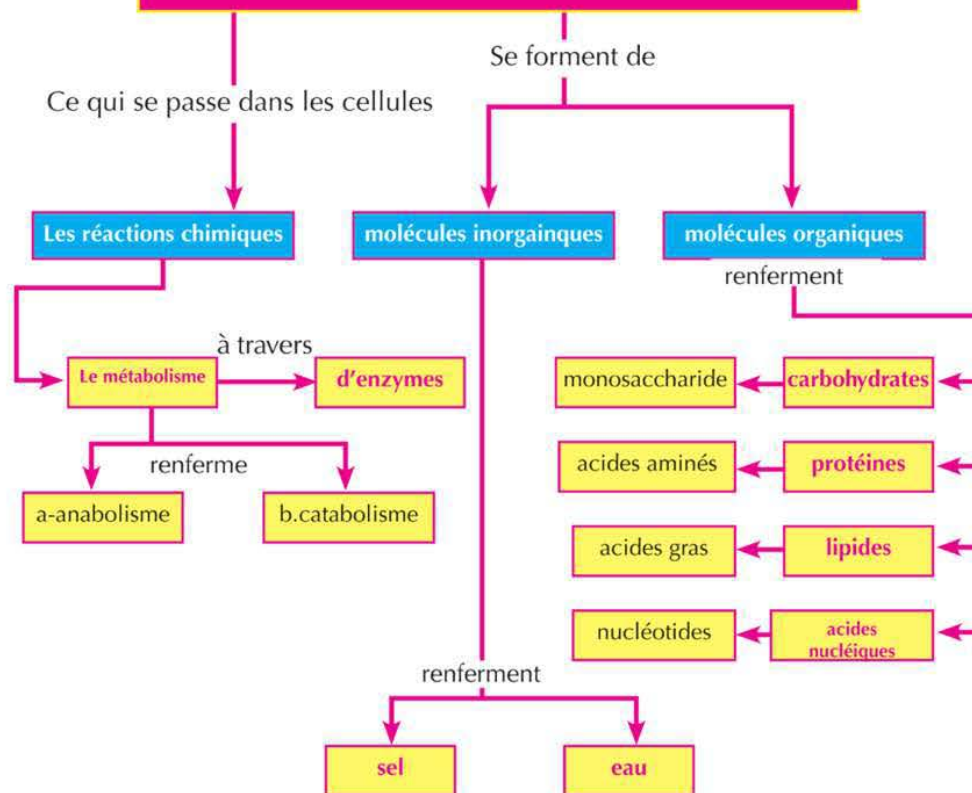 Se forment de
Ce qui se passe dans les cellules
Les réactions chimiques
molécules inorgainques
molécules organiques
renferment
à travers
Le métabolisme
d'enzymes
monosaccharide
carbohydrates
renferme
acides aminés
protéines
a-anabolisme
b.catabolisme
acides gras
lipides
nucléotides
acides
nucléiques
renferment
sel
eau